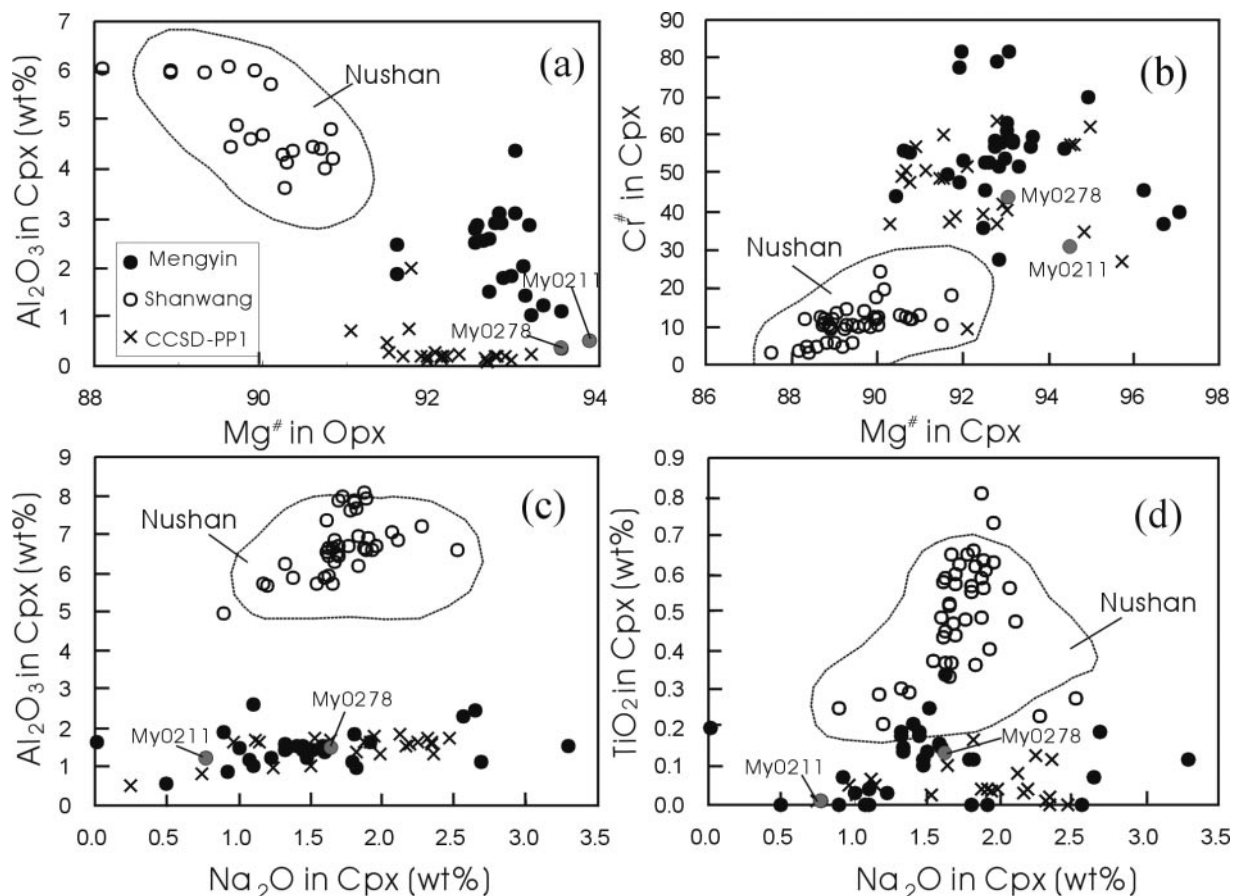 (a)
Al₂O₃ in Cpx (wt%)
7
6
5
4
3
2
1
0
Nushan
Mengyin
Shanwang
CCSD-PP1
My0211
My0278
88
90
92
94
Mg# in Opx
(b)
Cr# in Cpx
90
80
70
60
50
40
30
20
10
0
Nushan
My0278
My0211
86
88
90
92
94
96
98
Mg# in Cpx
(c)
Al₂O₃ in Cpx (wt%)
9
8
7
6
5
4
3
2
1
0
Nushan
My0278
My0211
0.0
0.5
1.0
1.5
2.0
2.5
3.0
3.5
Na₂O in Cpx (wt%)
(d)
TiO₂ in Cpx (wt%)
0.9
0.8
0.7
0.6
0.5
0.4
0.3
0.2
0.1
0
Nushan
My0278
My0211
0.0
0.5
1.0
1.5
2.0
2.5
3.0
3.5
Na₂O in Cpx (wt%)